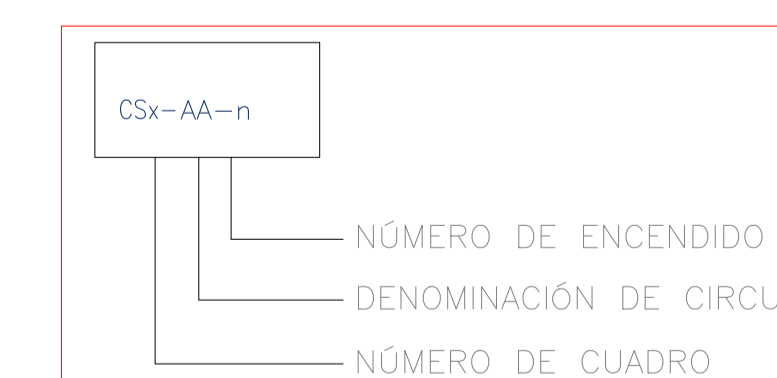 CSx-AA-n
NÚMERO DE ENCENDIDO
DENOMINACIÓN DE
NÚMERO DE CUADRO